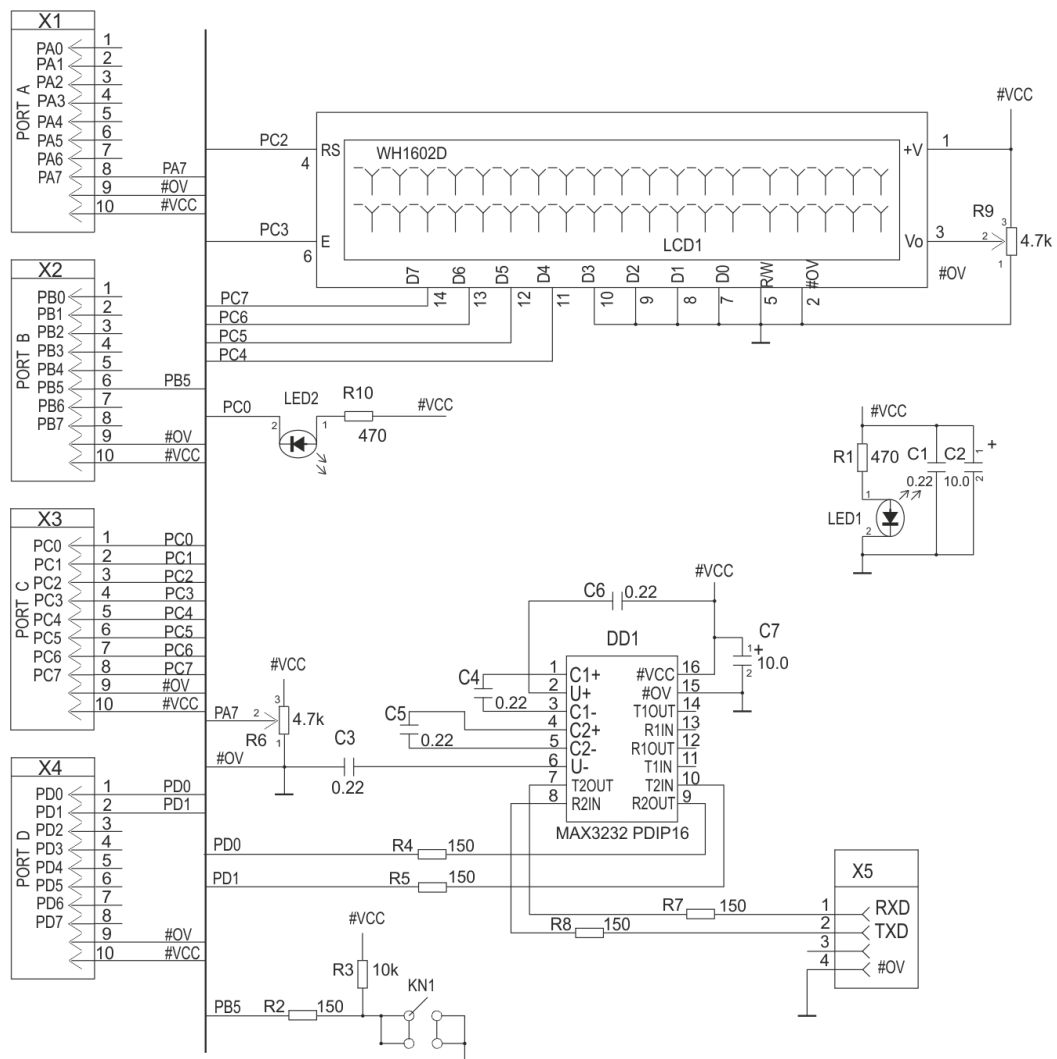 X1
PORT A
PA0 1
PA1 2
PA2 3
PA3 4
PA4 5
PA5 6
PA6 7
PA7 8 PA7
9 #OV
10 #VCC
X2
PORT B
PB0 1
PB1 2
PB2 3
PB3 4
PB4 5
PB5 6 PB5
PB6 7
PB7 8
9 #OV
10 #VCC
X3
PORT C
PC0 1 PC0
PC1 2 PC1
PC2 3 PC2
PC3 4 PC3
PC4 5 PC4
PC5 6 PC5
PC6 7 PC6
PC7 8 PC7
9 #OV
10 #VCC
X4
PORT D
PD0 1 PD0
PD1 2 PD1
PD2 3
PD3 4
PD4 5
PD5 6
PD6 7
PD7 8
9 #OV
10 #VCC
PC2 4 RS
WH1602D
+V 1
#VCC
PC3 6 E
LCD1
Vo 3
R9
3
2
1
4.7k
#OV
D7 D6 D5 D4 D3 D2 D1 D0 R/W #OV
14 13 12 11 10 9 8 7 5 2
PC7
PC6
PC5
PC4
PC0 2 LED2 1 R10 #VCC
470
#VCC
R1 470 C1 C2 1 +
0.22 10.0 2
1
LED1
2
#VCC
PA7 2 3 4.7k
R6 1
#OV
C3
0.22
C6 0.22
#VCC
DD1
C7
1 +
10.0
2
C4
0.22
C5
0.22
1 C1+ #VCC 16
2 U+ #OV 15
3 C1- T1OUT 14
4 C2+ R1IN 13
5 C2- R1OUT 12
6 U- T1IN 11
7 T2OUT T2IN 10
8 R2IN R2OUT 9
MAX3232 PDIP16
PD0 R4 150
PD1 R5 150
R7 150
R8 150
X5
1 RXD
2 TXD
3
4 #OV
#VCC
R3 10k
KN1
PB5 R2 150